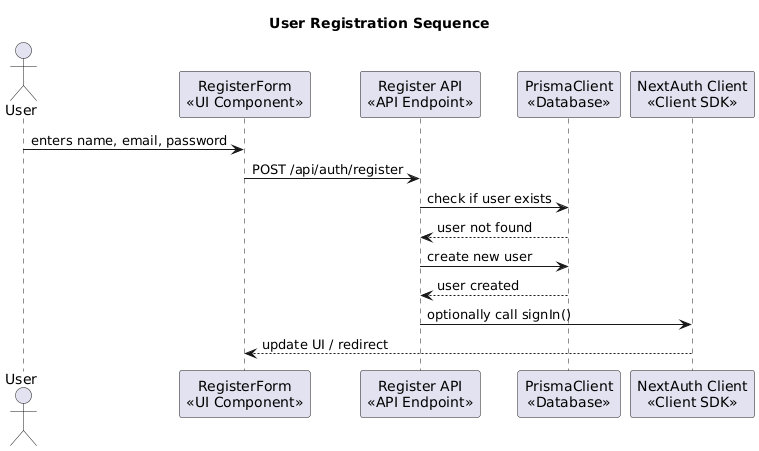 User Registration Sequence
User
RegisterForm
«UI Component»
Register API
«API Endpoint»
PrismaClient
«Database»
NextAuth Client
«Client SDK»
enters name, email, password
POST /api/auth/register
check if user exists
user not found
create new user
user created
optionally call signIn()
update UI / redirect
User
RegisterForm
«UI Component»
Register API
«API Endpoint»
PrismaClient
«Database»
NextAuth Client
«Client SDK»